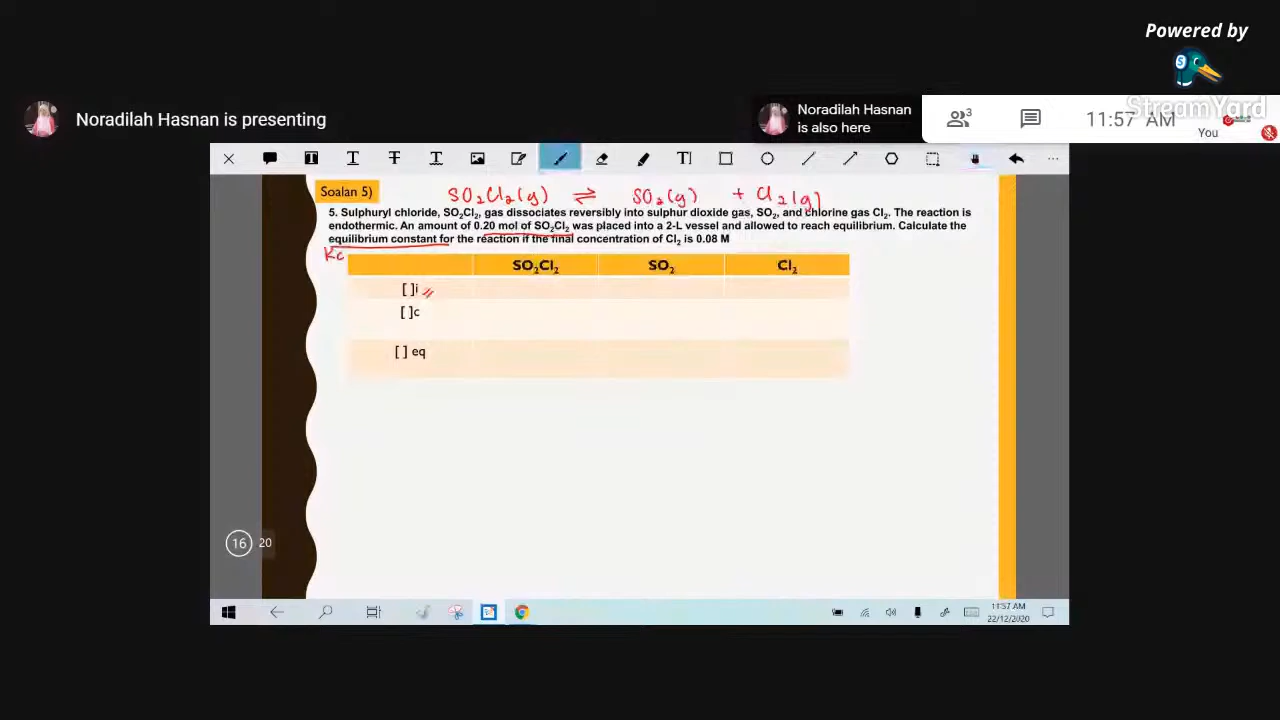 Powered by
StreamYard
Noradilah Hasnan is presenting
Noradilah Hasnan
is also here
3
11:57 AM
You
Soalan 5)
SO₂Cl₂(g) ⇌ SO₂(g) + Cl₂(g)
5. Sulphuryl chloride, SO₂Cl₂, gas dissociates reversibly into sulphur dioxide gas, SO₂, and chlorine gas Cl₂. The reaction is
endothermic. An amount of 0.20 mol of SO₂Cl₂ was placed into a 2-L vessel and allowed to reach equilibrium. Calculate the
equilibrium constant for the reaction if the final concentration of Cl₂ is 0.08 M
Kc
SO₂Cl₂ SO₂ Cl₂
[ ]i
[ ]c
[ ] eq
16 20
11:57 AM
22/12/2020